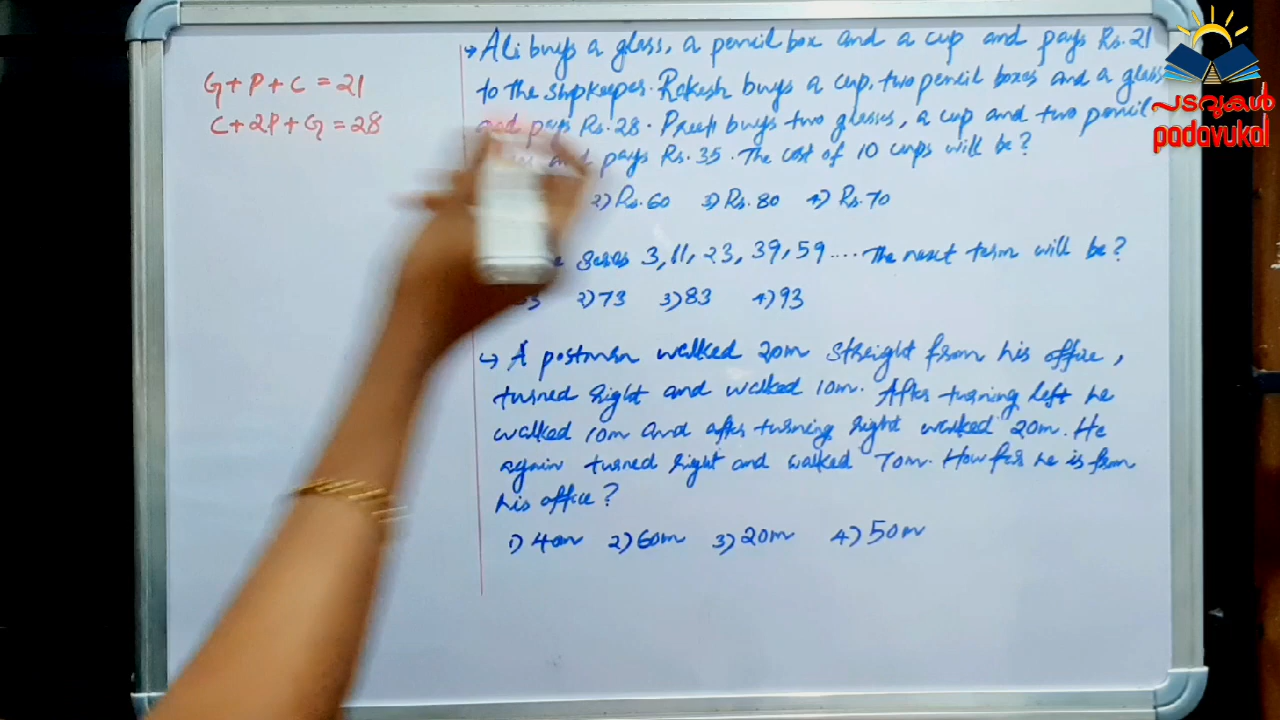 G+P+C = 21
C+2P+G = 28
→ Ali buys a glass, a pencil box and a cup and pays Rs. 21
to the shpkeeper. Rakesh buys a cup, two pencil boxes and a glass
and pays Rs. 28. Preeti buys two glasses, a cup and two pencil
and pays Rs. 35. The cost of 10 cups will be?
2) Rs. 60 3) Rs. 80 4) Rs. 70
series 3, 11, 23, 39, 59 .... The next term will be?
2) 73 3) 83 4) 93
→ A postman walked 20m straight from his office,
turned right and walked 10m. After turning left he
walked 10m and after turning right walked 20m. He
again turned right and walked 70m. How far he is from
his office?
1) 40m 2) 60m 3) 20m 4) 50m
പടവുകൾ
padavukal